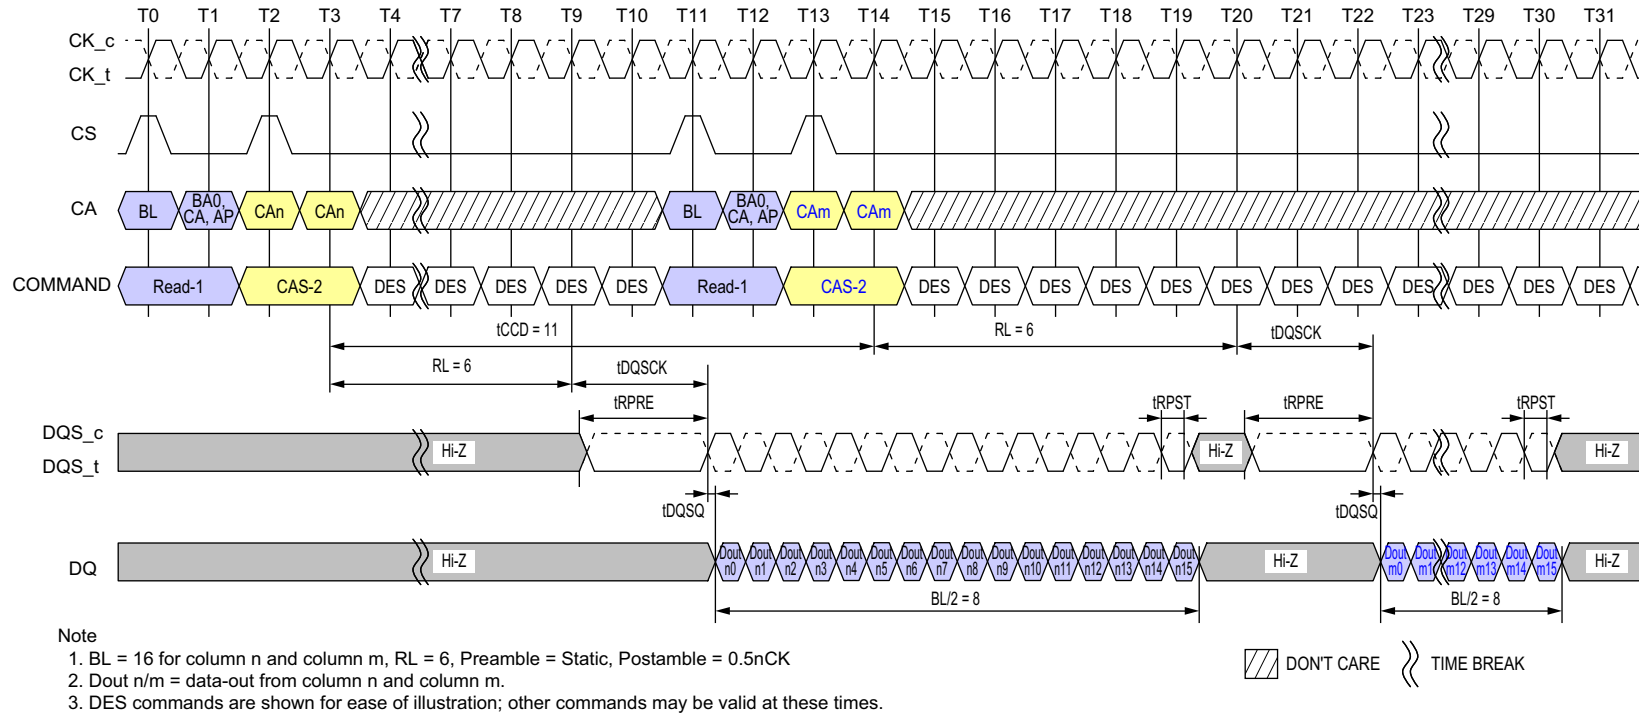 T0 T1 T2 T3 T4 T7 T8 T9 T10 T11 T12 T13 T14 T15 T16 T17 T18 T19 T20 T21 T22 T23 T29 T30 T31
CK_c
CK_t
CS
CA BL BA0, CA, AP CAn CAn BL BA0, CA, AP CAm CAm
COMMAND Read-1 CAS-2 DES DES DES DES DES Read-1 CAS-2 DES DES DES DES DES DES DES DES DES DES DES DES
tCCD = 11 RL = 6 tDQSCK
RL = 6 tDQSCK
tRPRE tRPST tRPRE tRPST
DQS_c
DQS_t
Hi-Z Hi-Z Hi-Z
tDQSQ tDQSQ
DQ Hi-Z Dout n0 Dout n1 Dout n2 Dout n3 Dout n4 Dout n5 Dout n6 Dout n7 Dout n8 Dout n9 Dout n10 Dout n11 Dout n12 Dout n13 Dout n14 Dout n15 Hi-Z Dout m0 Dout m1 Dout m12 Dout m13 Dout m14 Dout m15 Hi-Z
BL/2 = 8 BL/2 = 8
Note
1. BL = 16 for column n and column m, RL = 6, Preamble = Static, Postamble = 0.5nCK
2. Dout n/m = data-out from column n and column m.
3. DES commands are shown for ease of illustration; other commands may be valid at these times.
DON'T CARE TIME BREAK